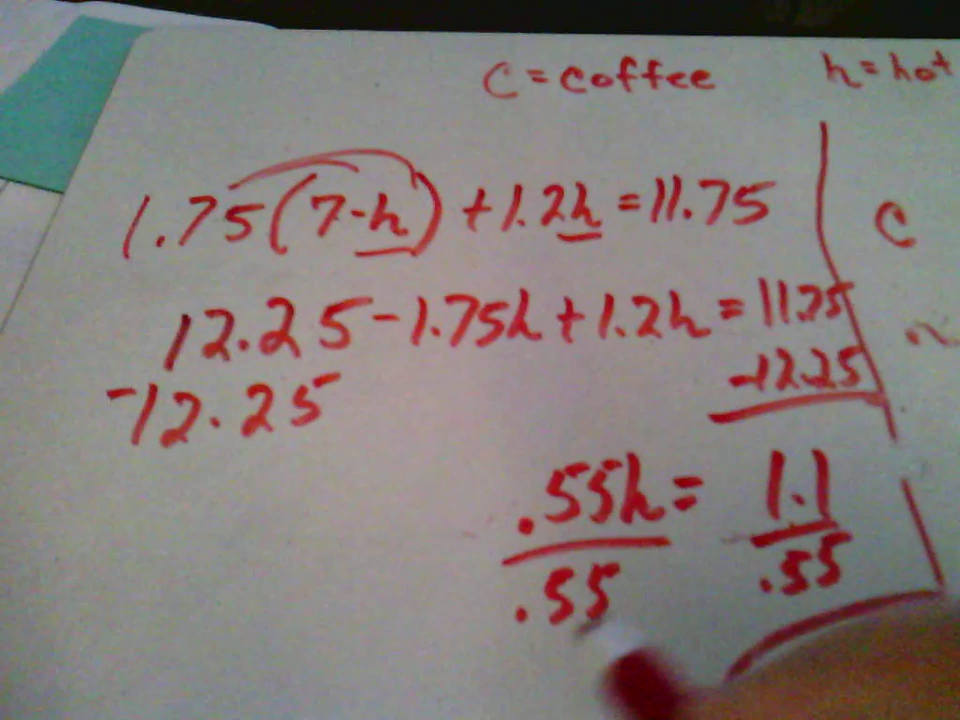 C = coffee h = hot
1.75(7-h) + 1.2h = 11.75
C
12.25 - 1.75h + 1.2h = 11.75
-12.25 -12.25
.55h = 1.1
.55 .55